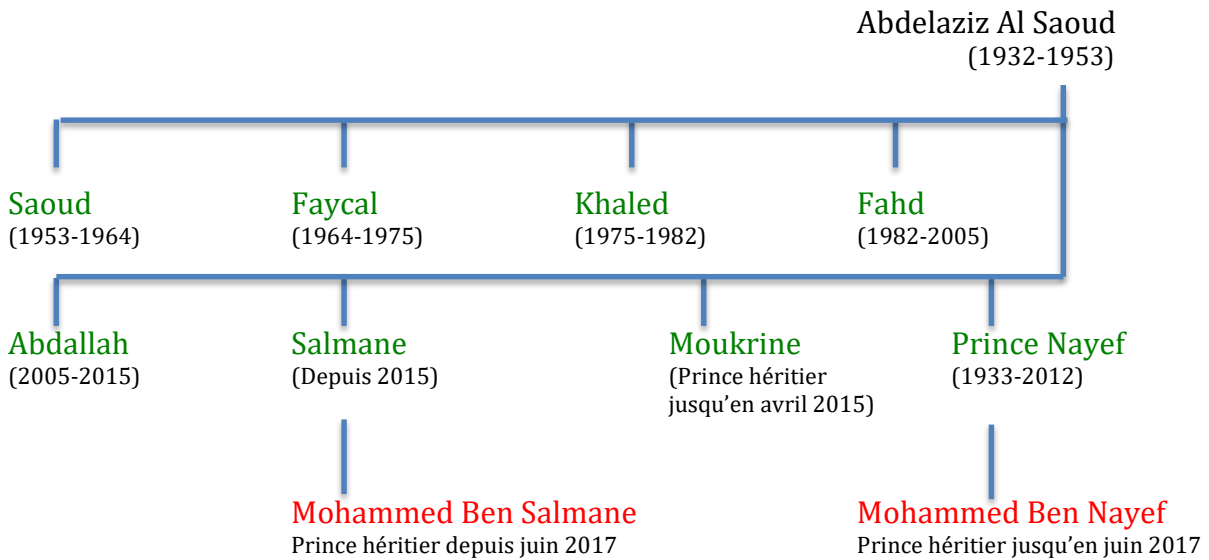 Abdelaziz Al Saoud
(1932-1953)
Saoud
(1953-1964)
Faycal
(1964-1975)
Khaled
(1975-1982)
Fahd
(1982-2005)
Abdallah
(2005-2015)
Salmane
(Depuis 2015)
Moukrine
(Prince héritier
jusqu’en avril 2015)
Prince Nayef
(1933-2012)
Mohammed Ben Salmane
Prince héritier depuis juin 2017
Mohammed Ben Nayef
Prince héritier jusqu’en juin 2017